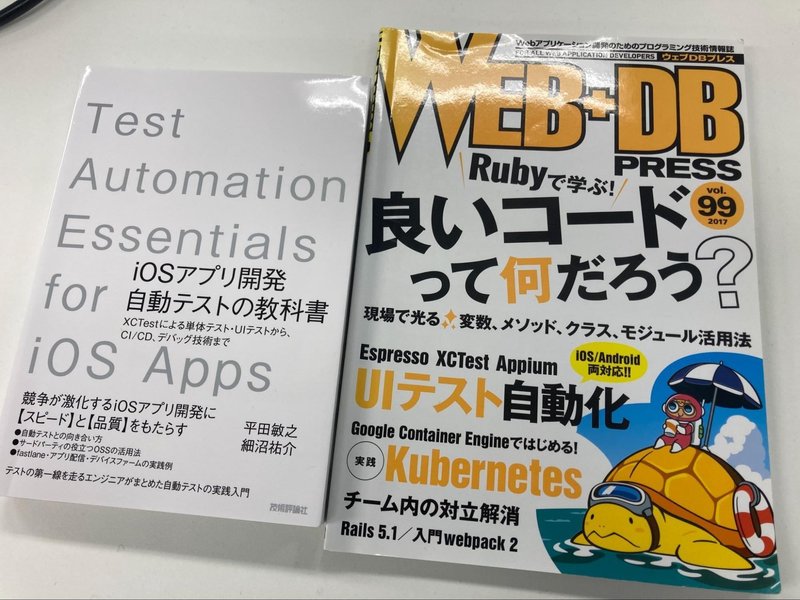 Test
Automation
Essentials
for
iOS Apps
iOSアプリ開発
自動テストの教科書
XCTestによる単体テスト・UIテストから、
CI/CD、デバッグ技術まで
競争が激化するiOSアプリ開発に
【スピード】と【品質】をもたらす
●自動テストとの向き合い方
●サードパーティの役立つOSSの活用法
●fastlane・アプリ配信・デバイスファームの実践例
平田敏之
細沼祐介
テストの第一線を走るエンジニアがまとめた自動テストの実践入門
技術評論社
Webアプリケーション開発のためのプログラミング技術情報誌
FOR ALL WEB APPLICATION DEVELOPERS
ウェブDBプレス
WEB+DB
PRESS
vol.
99
2017
Rubyで学ぶ!
良いコード
って何だろう?
現場で光る 変数、メソッド、クラス、モジュール活用法
Espresso XCTest Appium
iOS/Android
両対応!!
UIテスト自動化
Google Container Engineではじめる!
実践
Kubernetes
チーム内の対立解消
Rails 5.1/入門webpack 2